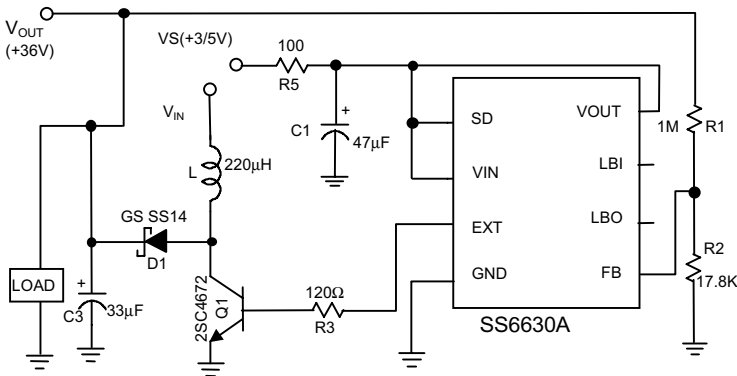 VOUT
(+36V)
VS(+3/5V)
100
R5
VIN
C1
+
47μF
L
220μH
GS SS14
D1
LOAD
+
C3
33μF
2SC4672
Q1
120Ω
R3
SD
VIN
EXT
GND
VOUT
LBI
LBO
FB
SS6630A
1M
R1
R2
17.8K